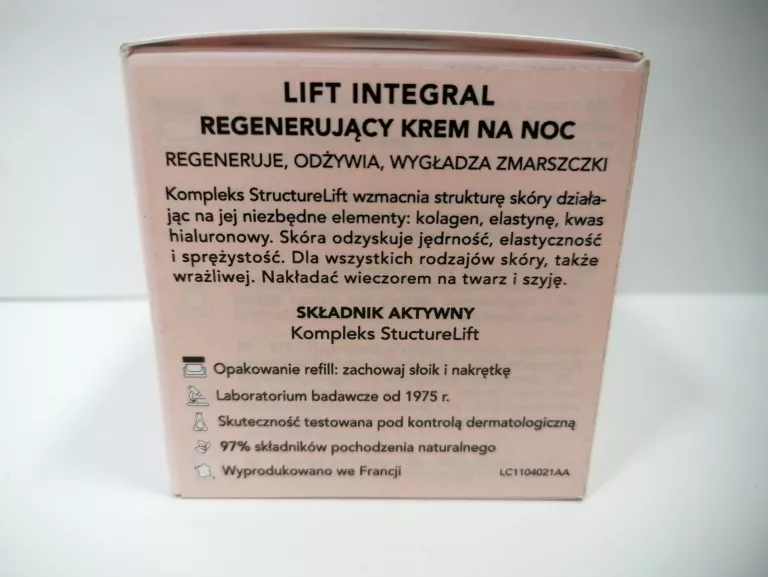 LIFT INTEGRAL
REGENERUJĄCY KREM NA NOC
REGENERUJE, ODŻYWIA, WYGŁADZA ZMARSZCZKI
Kompleks StructureLift wzmacnia strukturę skóry działa-
jąc na jej niezbędne elementy: kolagen, elastynę, kwas
hialuronowy. Skóra odzyskuje jędrność, elastyczność
i sprężystość. Dla wszystkich rodzajów skóry, także
wrażliwej. Nakładać wieczorem na twarz i szyję.
SKŁADNIK AKTYWNY
Kompleks StuctureLift
Opakowanie refill: zachowaj słoik i nakrętkę
Laboratorium badawcze od 1975 r.
Skuteczność testowana pod kontrolą dermatologiczną
97% składników pochodzenia naturalnego
Wyprodukowano we Francji LC1104021AA